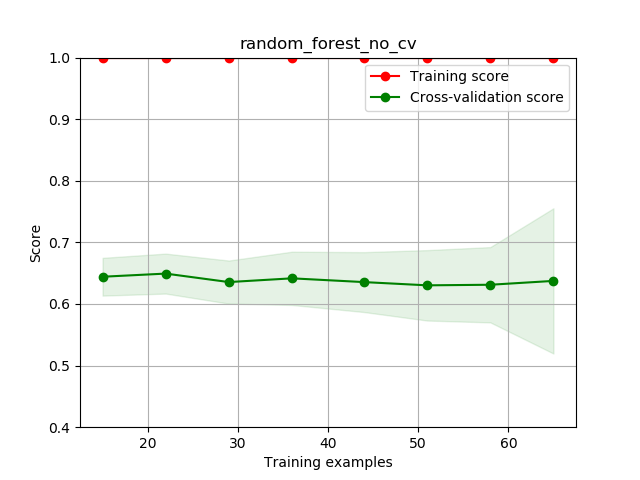 random_forest_no_cv
Training score
Cross-validation score
1.0
0.9
0.8
0.7
0.6
0.5
0.4
Score
20 30 40 50 60
Training examples